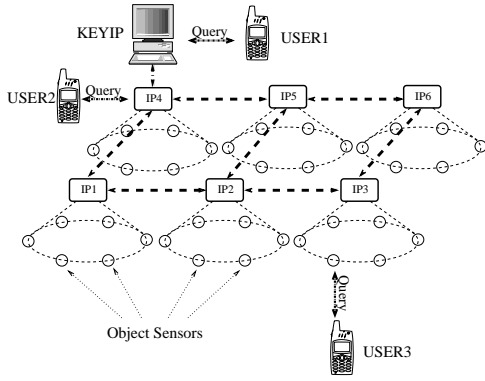 KEYIP
Query
USER1
USER2
Query
IP4
IP5
IP6
IP1
IP2
IP3
Query
Object Sensors
USER3